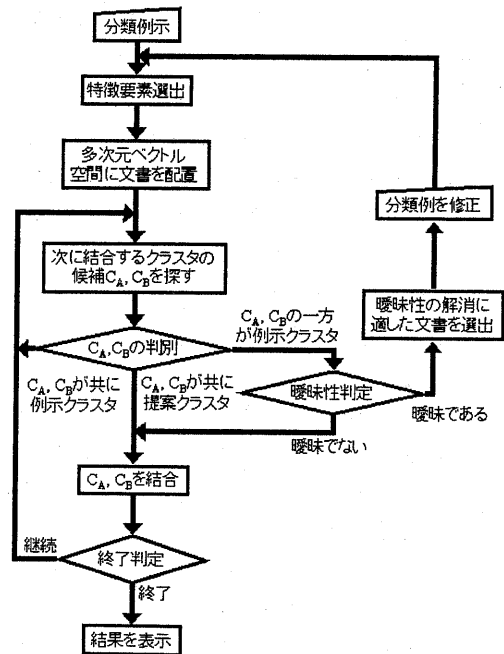 分類例示
特徴要素選出
多次元ベクトル
空間に文書を配置
分類例を修正
次に結合するクラスタの
候補CA, CBを探す
曖昧性の解消に
適した文書を選出
CA, CBの一方
が例示クラスタ
CA, CBの判別
CA, CBが共に
例示クラスタ
CA, CBが共に
提案クラスタ
曖昧性判定
曖昧である
曖昧でない
CA, CBを結合
継続
終了判定
終了
結果を表示